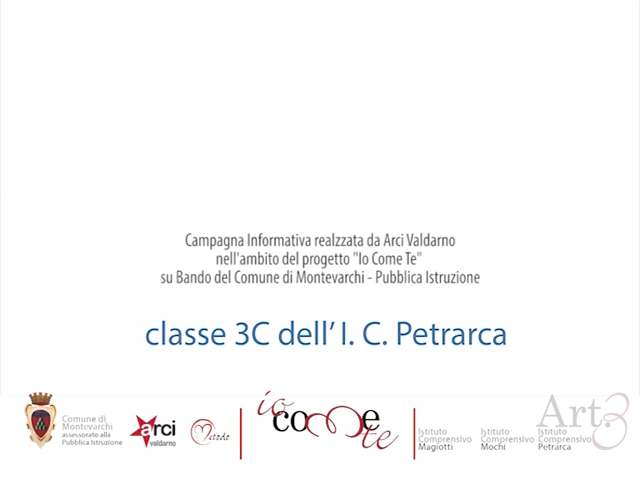 Campagna Informativa realzzata da Arci Valdarno
nell'ambito del progetto "Io Come Te"
su Bando del Comune di Montevarchi - Pubblica Istruzione
classe 3C dell' I. C. Petrarca
Comune di
Montevarchi
assessorato alla
Pubblica Istruzione
arci
valdarno
io
come
te
Istituto
Comprensivo
Magiotti
Istituto
Comprensivo
Mochi
Istituto
Comprensivo
Petrarca
Art.3